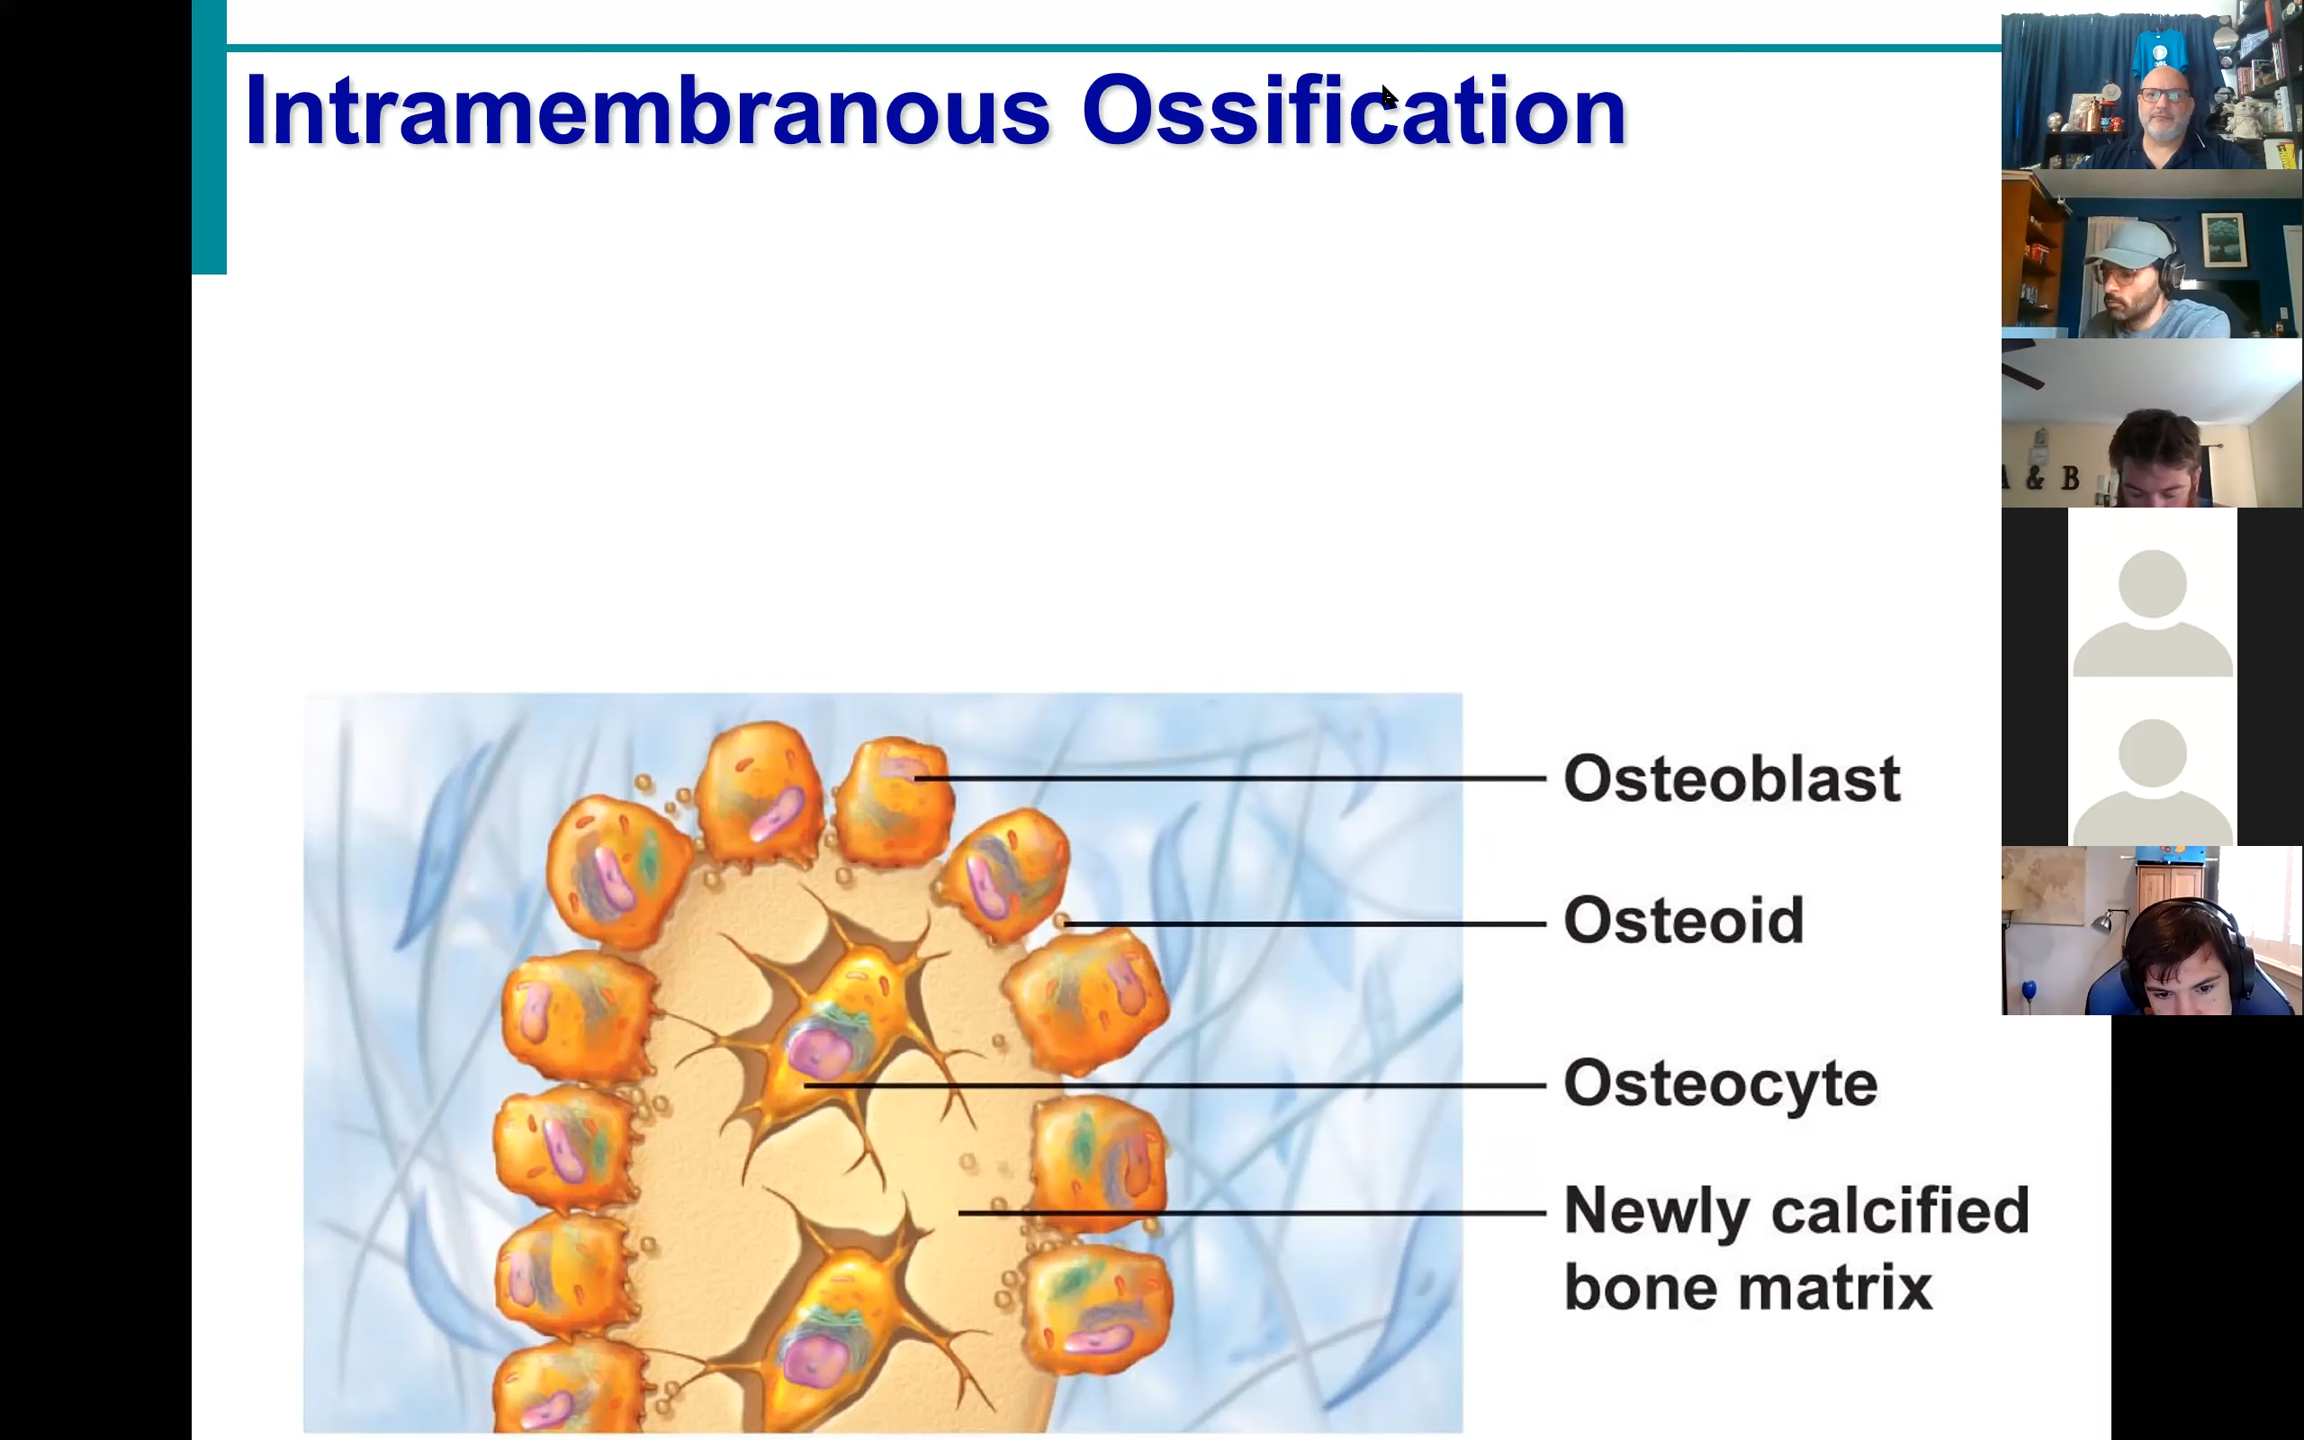 Intramembranous Ossification
Osteoblast
Osteoid
Osteocyte
Newly calcified
bone matrix
& B